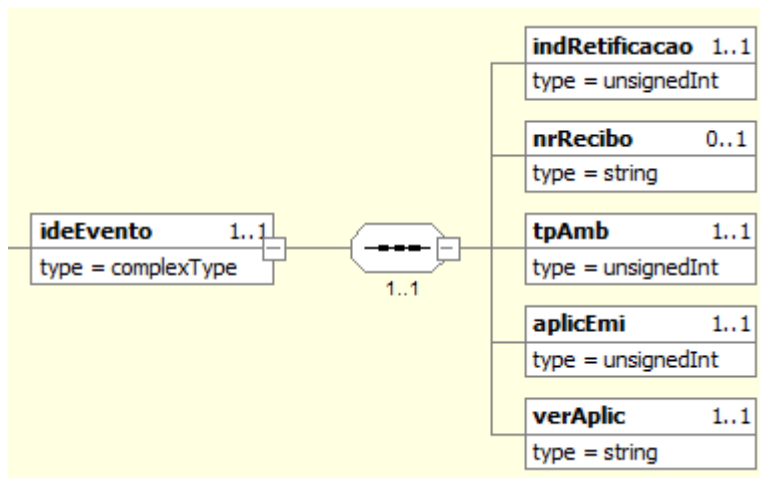 indRetificacao 1..1
type = unsignedInt
nrRecibo 0..1
type = string
ideEvento 1..1
type = complexType
1..1
tpAmb 1..1
type = unsignedInt
aplicEmi 1..1
type = unsignedInt
verAplic 1..1
type = string